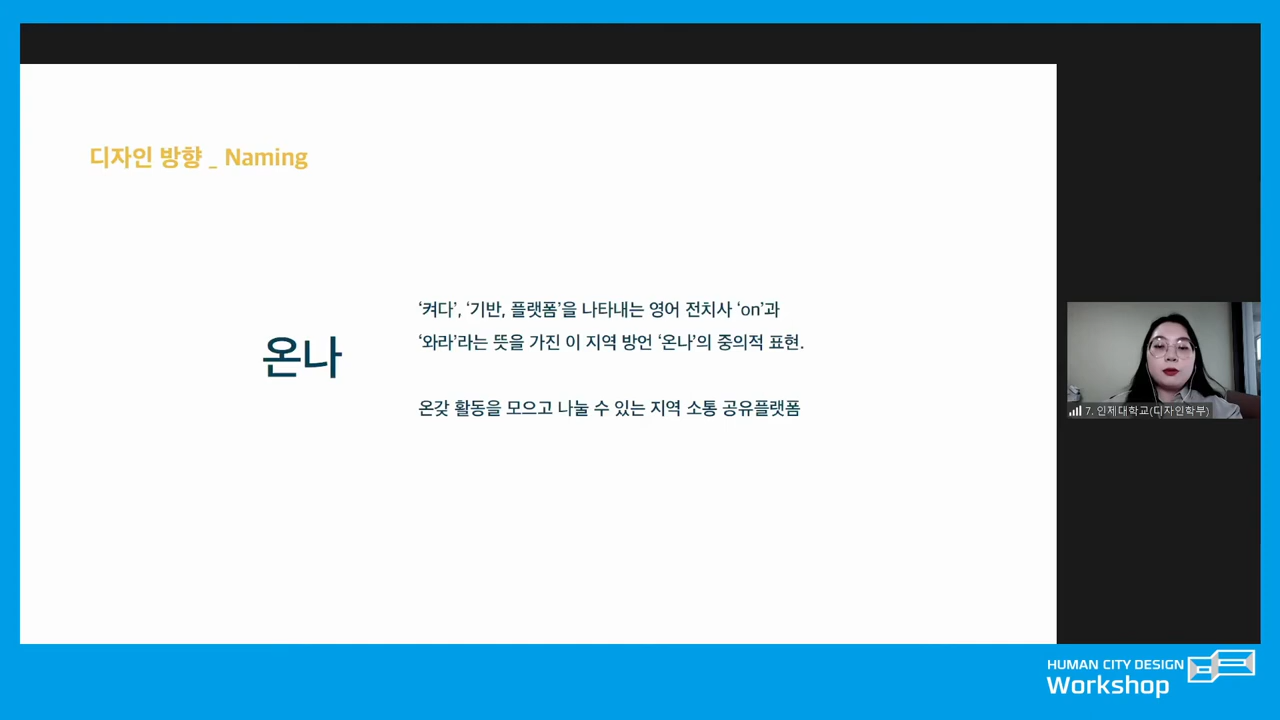 디자인 방향 _ Naming
온나
‘켜다’, ‘기반, 플랫폼’을 나타내는 영어 전치사 ‘on’과
‘와라’라는 뜻을 가진 이 지역 방언 ‘온나’의 중의적 표현.
온갖 활동을 모으고 나눌 수 있는 지역 소통 공유플랫폼
7. 인제대학교(디자인학부)
HUMAN CITY DESIGN
Workshop